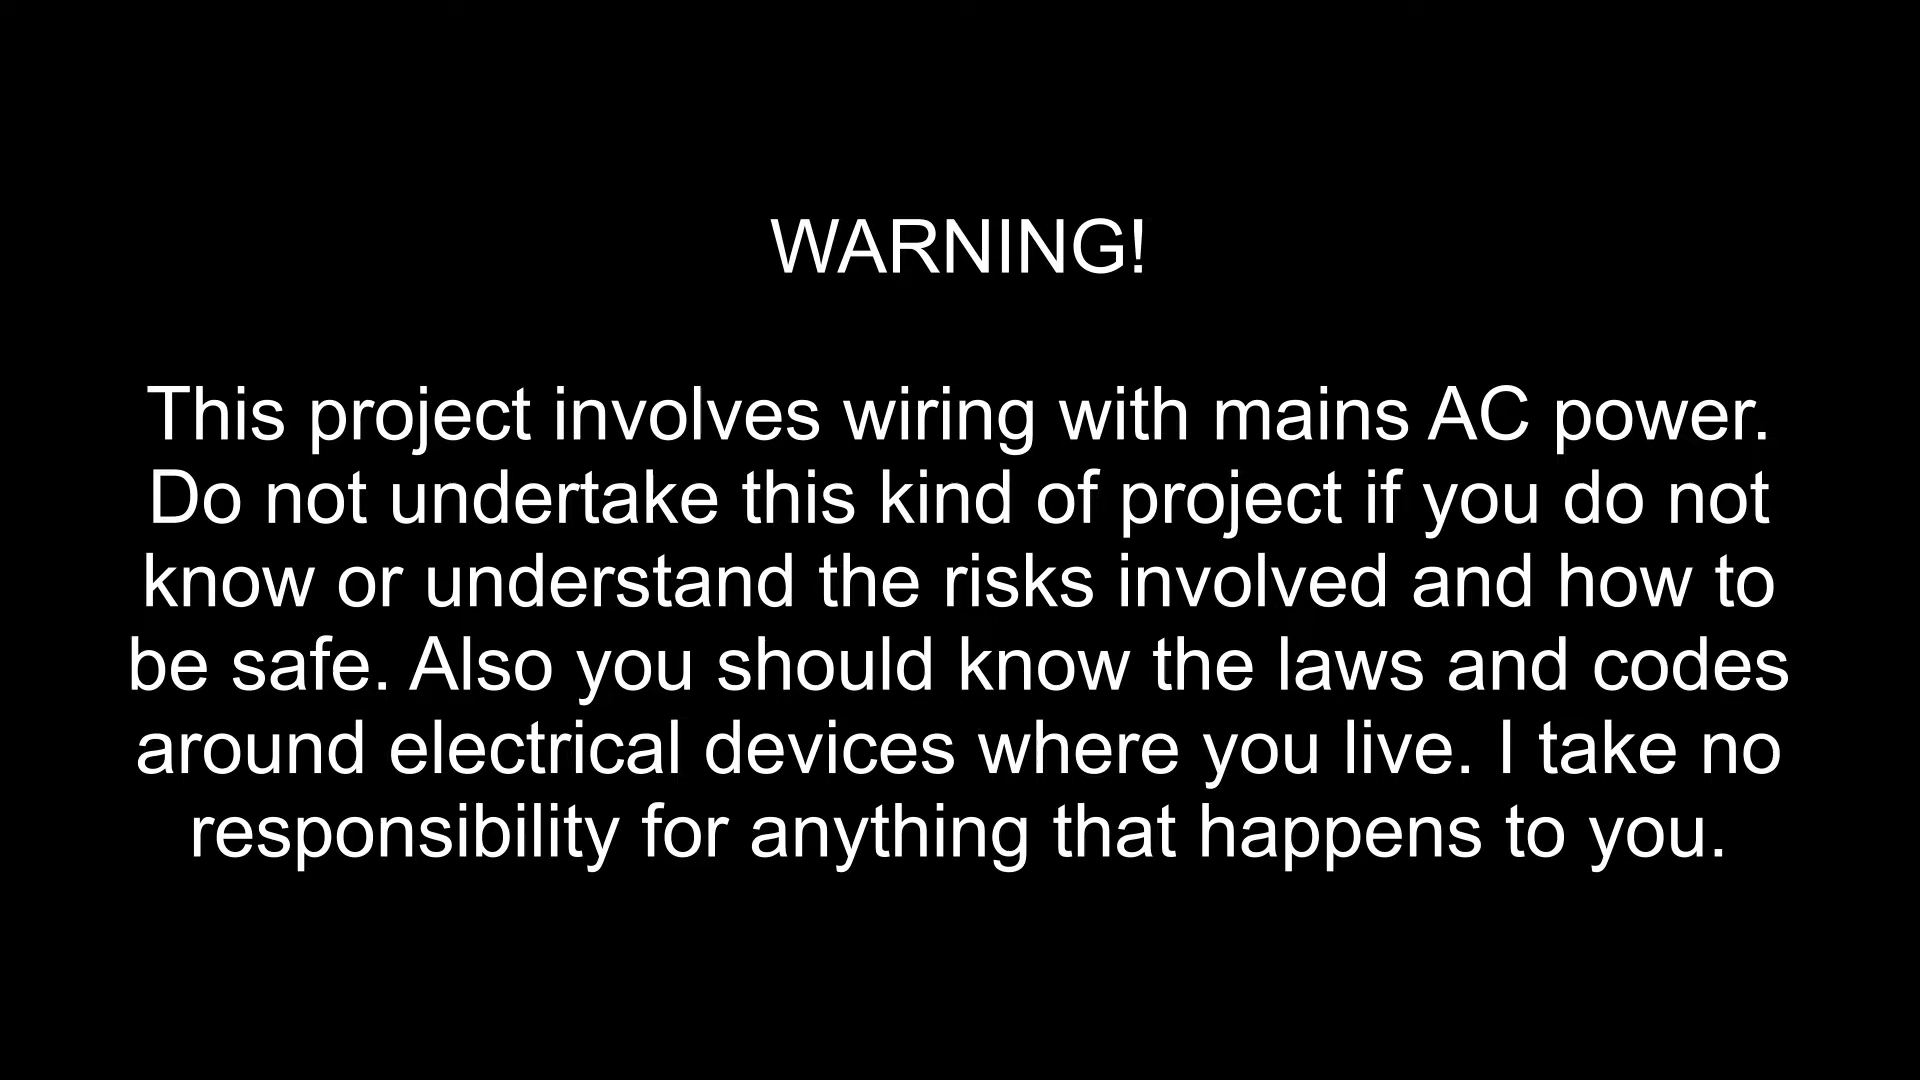 WARNING!
This project involves wiring with mains AC power.
Do not undertake this kind of project if you do not
know or understand the risks involved and how to
be safe. Also you should know the laws and codes
around electrical devices where you live. I take no
responsibility for anything that happens to you.